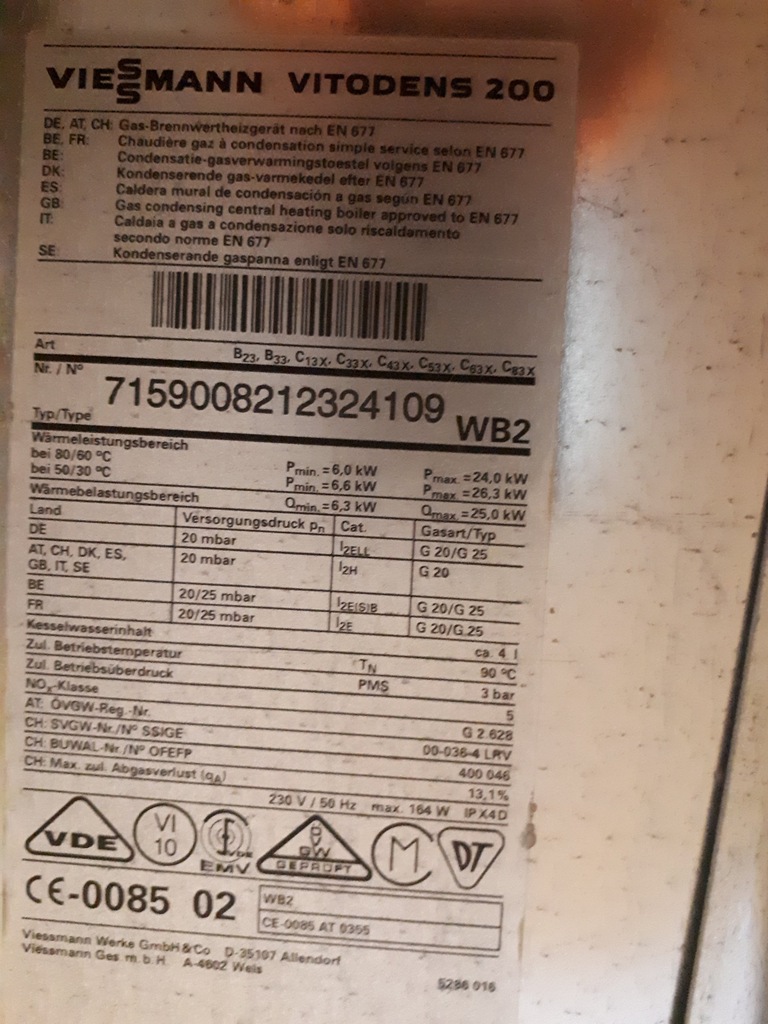 VIESSMANN VITODENS 200
DE, AT, CH: Gas-Brennwertheizgerät nach EN 677
BE, FR: Chaudière gaz à condensation simple service selon EN 677
BE: Condensatie-gasverwarmingstoestel volgens EN 677
DK: Kondenserende gas-varmekedel efter EN 677
ES: Caldera mural de condensación a gas según EN 677
GB: Gas condensing central heating boiler approved to EN 677
IT: Caldaia a gas a condensazione solo riscaldamento
secondo norme EN 677
SE: Kondenserande gaspanna enligt EN 677
Art B23, B33, C13X, C33X, C43X, C53X, C63X, C83X
Nr. / N° 7159008212324109
Typ/Type WB2
Wärmeleistungsbereich
bei 80/60 °C Pmin. =6,0 kW Pmax. =24,0 kW
bei 50/30 °C Pmin. =6,6 kW Pmax. =26,3 kW
Wärmebelastungsbereich Qmin. =6,3 kW Qmax. =25,0 kW
Land Versorgungsdruck pn Cat. Gasart/Typ
DE 20 mbar I2ELL G 20/G 25
AT, CH, DK, ES, 20 mbar I2H G 20
GB, IT, SE
BE 20/25 mbar I2E(S)B G 20/G 25
FR 20/25 mbar I2E G 20/G 25
Kesselwasserinhalt ca. 4 l
Zul. Betriebstemperatur TN 90 °C
Zul. Betriebsüberdruck PMS 3 bar
NOx-Klasse 5
AT: ÖVGW-Reg.-Nr. G 2.628
CH: SVGW-Nr./N° SSIGE 00-036-4 LRV
CH: BUWAL-Nr./N° OFEFP 400 046
CH: Max. zul. Abgasverlust (qA) 13,1%
230 V / 50 Hz max. 164 W IPX4D
VDE VI 10 VDE EMV DVGW GEPRÜFT M DT
CE-0085 02 WB2
CE-0085 AT 0355
Viessmann Werke GmbH&Co D-35107 Allendorf
Viessmann Ges. m. b. H. A-4602 Wels
5286 016